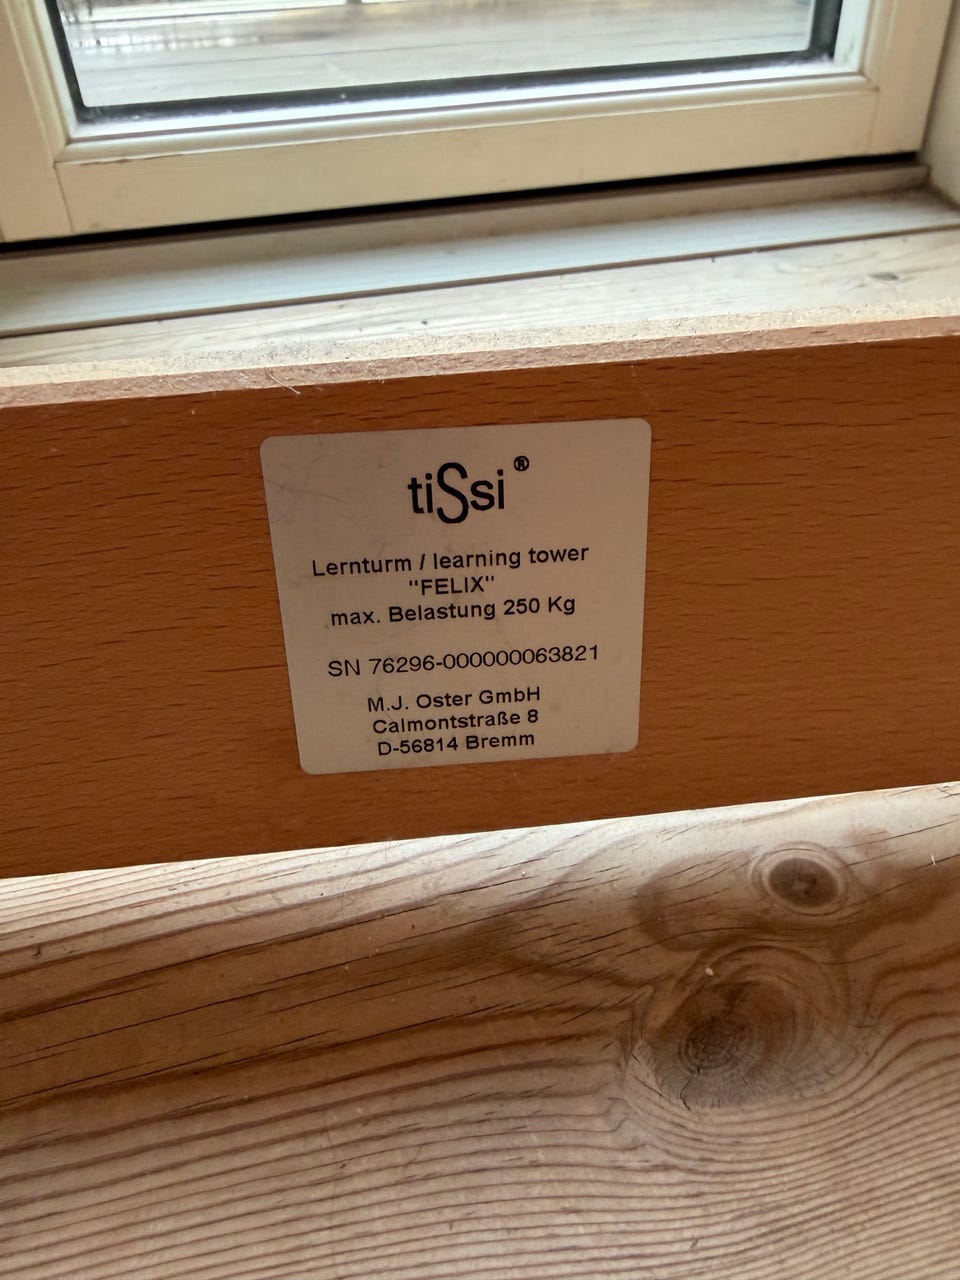 tiSsi ®
Lernturm / learning tower
"FELIX"
max. Belastung 250 Kg
SN 76296-000000063821
M.J. Oster GmbH
Calmontstraße 8
D-56814 Bremm